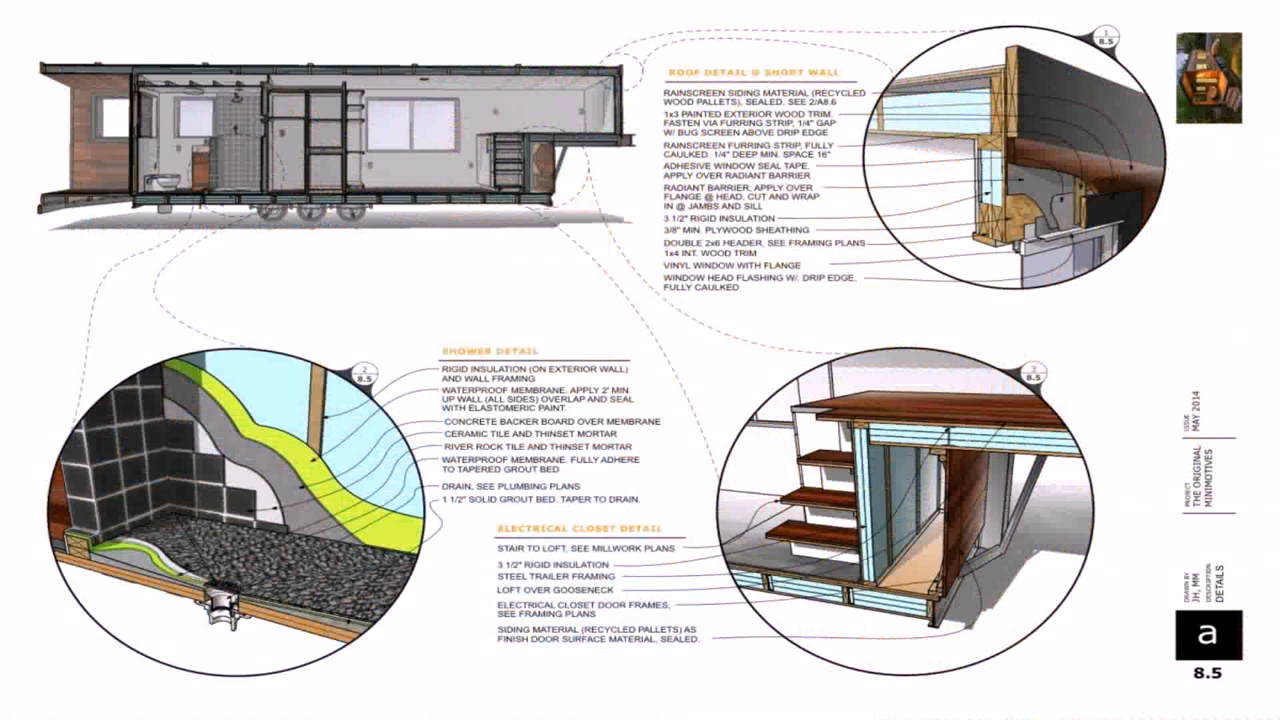 ROOF DETAIL @ SHORT WALL
RAINSCREEN SIDING MATERIAL (RECYCLED
WOOD PALLETS), SEALED. SEE 2/A8.6
1x3 PAINTED EXTERIOR WOOD TRIM.
FASTEN VIA FURRING STRIP, 1/4" GAP
W/ BUG SCREEN ABOVE DRIP EDGE
RAINSCREEN FURRING STRIP, FULLY
CAULKED. 1/4" DEEP MIN. SPACE 16"
ADHESIVE WINDOW SEAL TAPE,
APPLY OVER RADIANT BARRIER
RADIANT BARRIER, APPLY OVER
FLANGE @ HEAD, CUT AND WRAP
IN @ JAMBS AND SILL
3 1/2" RIGID INSULATION
3/8" MIN. PLYWOOD SHEATHING
DOUBLE 2x6 HEADER, SEE FRAMING PLANS
1x4 INT. WOOD TRIM
VINYL WINDOW WITH FLANGE
WINDOW HEAD FLASHING W/. DRIP EDGE,
FULLY CAULKED
1
8.5
SHOWER DETAIL
RIGID INSULATION (ON EXTERIOR WALL)
AND WALL FRAMING
WATERPROOF MEMBRANE. APPLY 2' MIN.
UP WALL (ALL SIDES) OVERLAP AND SEAL
WITH ELASTOMERIC PAINT.
CONCRETE BACKER BOARD OVER MEMBRANE
CERAMIC TILE AND THINSET MORTAR
RIVER ROCK TILE AND THINSET MORTAR
WATERPROOF MEMBRANE. FULLY ADHERE
TO TAPERED GROUT BED
DRAIN, SEE PLUMBING PLANS
1 1/2" SOLID GROUT BED. TAPER TO DRAIN.
2
8.5
ELECTRICAL CLOSET DETAIL
STAIR TO LOFT, SEE MILLWORK PLANS
3 1/2" RIGID INSULATION
STEEL TRAILER FRAMING
LOFT OVER GOOSENECK
ELECTRICAL CLOSET DOOR FRAMES,
SEE FRAMING PLANS
SIDING MATERIAL (RECYCLED PALLETS) AS
FINISH DOOR SURFACE MATERIAL, SEALED.
3
8.5
ISSUE
MAY 2014
PROJECT
THE ORIGINAL
MINIMOTIVES
DRAWN BY
JH, MM
DESCRIPTION
DETAILS
a
8.5